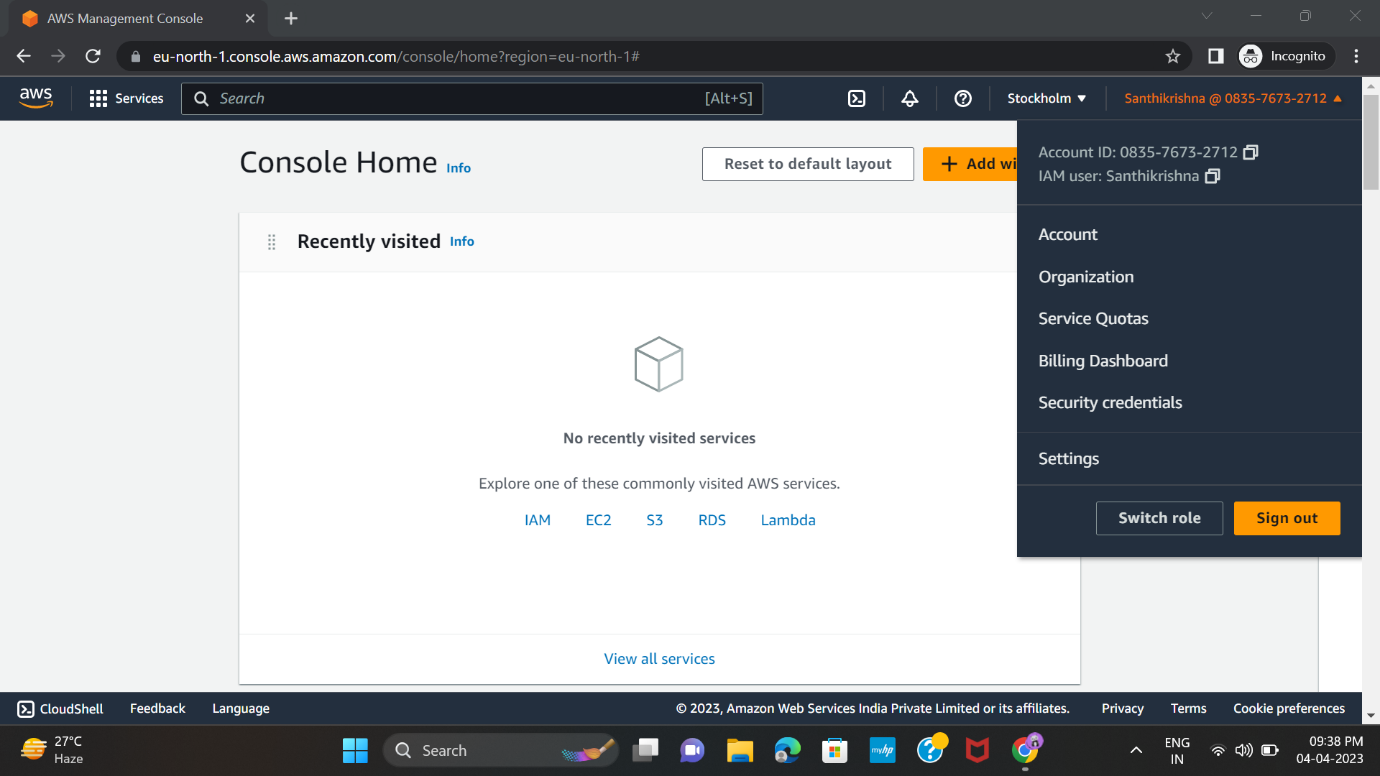 AWS Management Console
eu-north-1.console.aws.amazon.com/console/home?region=eu-north-1#
Incognito
aws
Services
Search
[Alt+S]
Stockholm
Santhikrishna @ 0835-7673-2712
Console Home Info
Reset to default layout
Add wi
Account ID: 0835-7673-2712
IAM user: Santhikrishna
Account
Organization
Service Quotas
Billing Dashboard
Security credentials
Settings
Switch role
Sign out
Recently visited Info
No recently visited services
Explore one of these commonly visited AWS services.
IAM EC2 S3 RDS Lambda
View all services
CloudShell
Feedback
Language
© 2023, Amazon Web Services India Private Limited or its affiliates.
Privacy
Terms
Cookie preferences
27°C
Haze
Search
myhp
ENG
IN
09:38 PM
04-04-2023